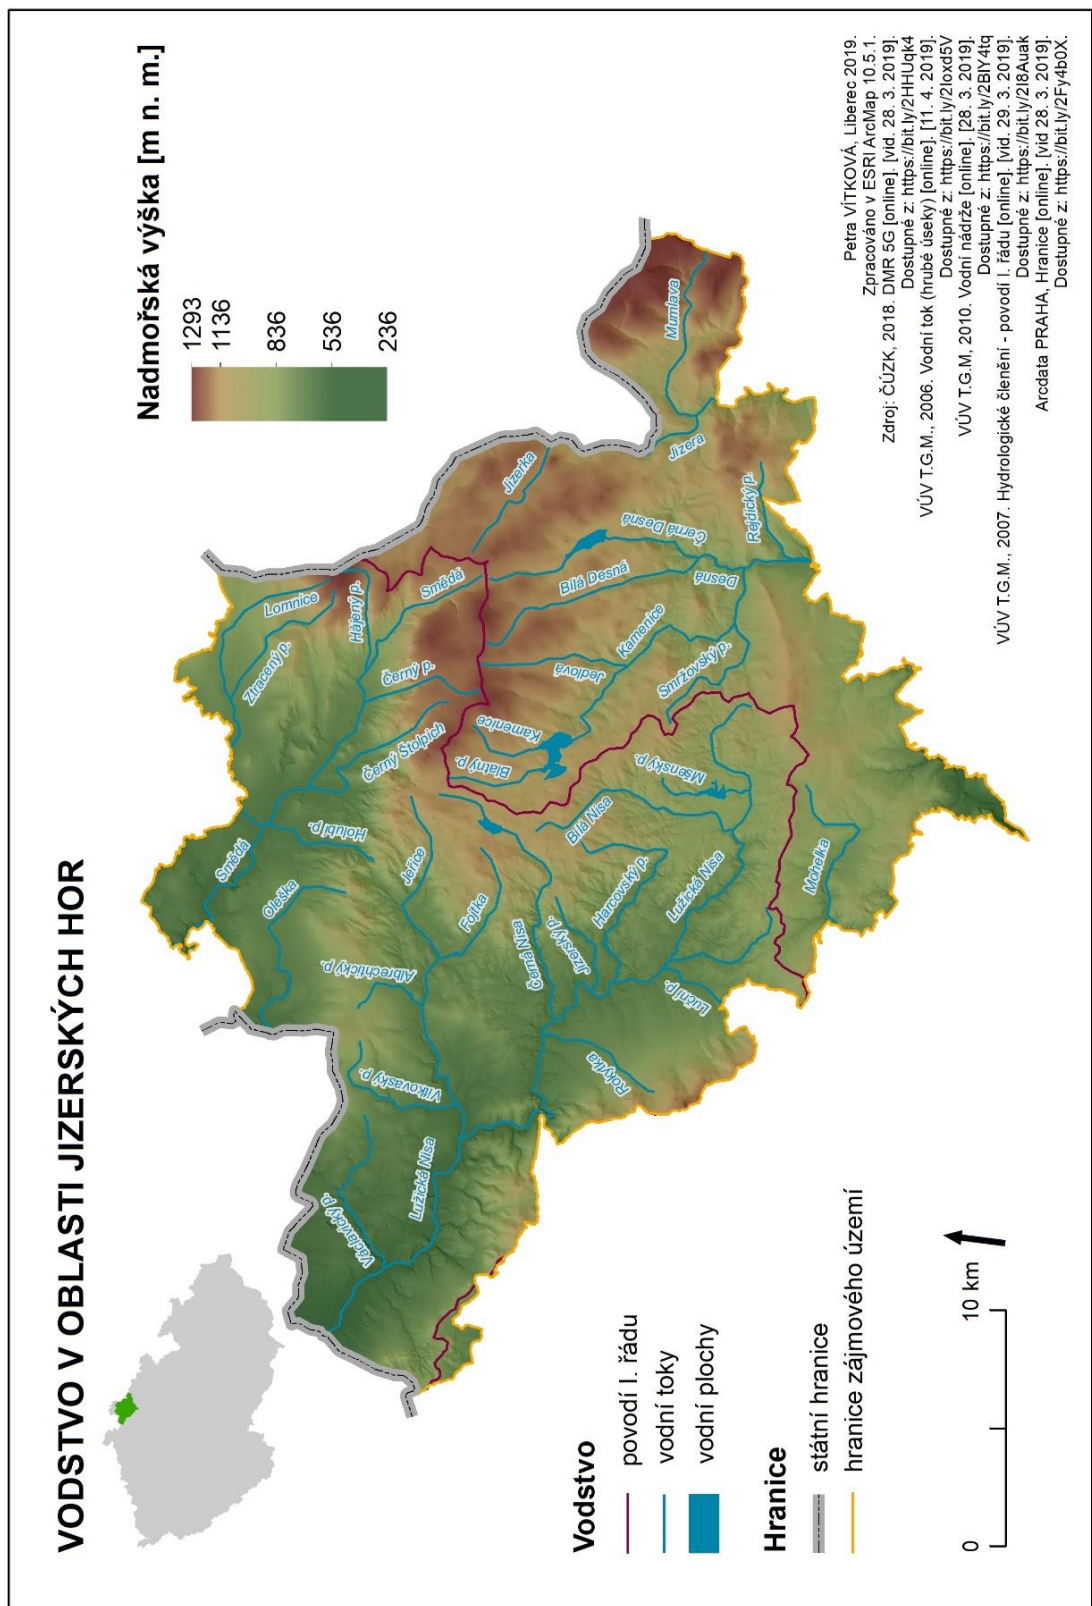 VODSTVO V OBLASTI JIZERSKÝCH HOR
Nadmořská výška [m n. m.]
1293
1136
836
536
236
Lomnice
Ztracený p.
Hájený p.
Smědá
Černý p.
Černý Štolpich
Smědá
Holubí p.
Oleška
Albrechtický p.
Jeřice
Fojtka
Vítkovaský p.
Václavický p.
Lužická Nisa
Rokytka
Černá Nisa
Jizerský p.
Harcovský p.
Luční p.
Lužická Nisa
Bílá Nisa
Mšenský p.
Mohelka
Blatný p.
Kamenice
Jedlová
Kamenice
Smržovský p.
Bílá Desná
Černá Desná
Desná
Rejdický p.
Jizerka
Jizera
Mumlava
Vodstvo
povodí I. řádu
vodní toky
vodní plochy
Hranice
státní hranice
hranice zájmového území
0
10 km
Petra VÍTKOVÁ, Liberec 2019.
Zpracováno v ESRI ArcMap 10.5.1.
Zdroj: ČÚZK, 2018. DMR 5G [online]. [vid. 28. 3. 2019].
Dostupné z: https://bit.ly/2HHUqk4
VÚV T.G.M., 2006. Vodní tok (hrubé úseky) [online]. [11. 4. 2019].
Dostupné z: https://bit.ly/2Ioxd5V
VÚV T.G.M, 2010. Vodní nádrže [online]. [28. 3. 2019].
Dostupné z: https://bit.ly/2BIY4tq
VÚV T.G.M., 2007. Hydrologické členění - povodí I. řádu [online]. [vid. 29. 3. 2019].
Dostupné z: https://bit.ly/2I8Auak
Arcdata PRAHA, Hranice [online]. [vid 28. 3. 2019].
Dostupné z: https://bit.ly/2Fy4b0X.